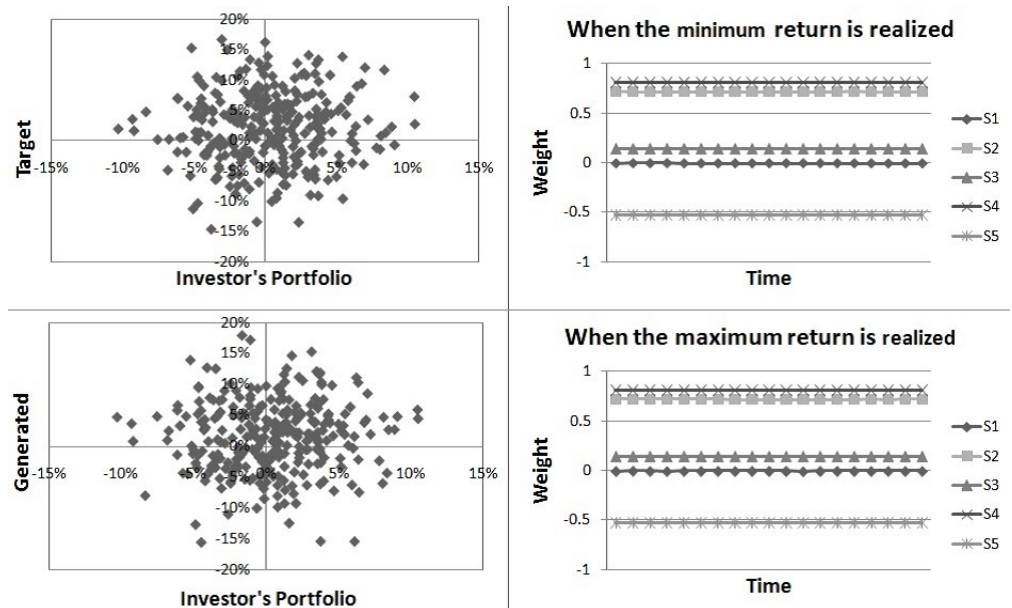 20%
15%
10%
5%
0%
-15% -10% -5% 0% 5% 10% 15%
-5%
-10%
-15%
-20%
Target
Investor's Portfolio
When the minimum return is realized
1
0.5
0
-0.5
-1
Weight
Time
S1
S2
S3
S4
S5
20%
15%
10%
5%
0%
-15% -10% -5% 0% 5% 10% 15%
-5%
-10%
-15%
-20%
Generated
Investor's Portfolio
When the maximum return is realized
1
0.5
0
-0.5
-1
Weight
Time
S1
S2
S3
S4
S5